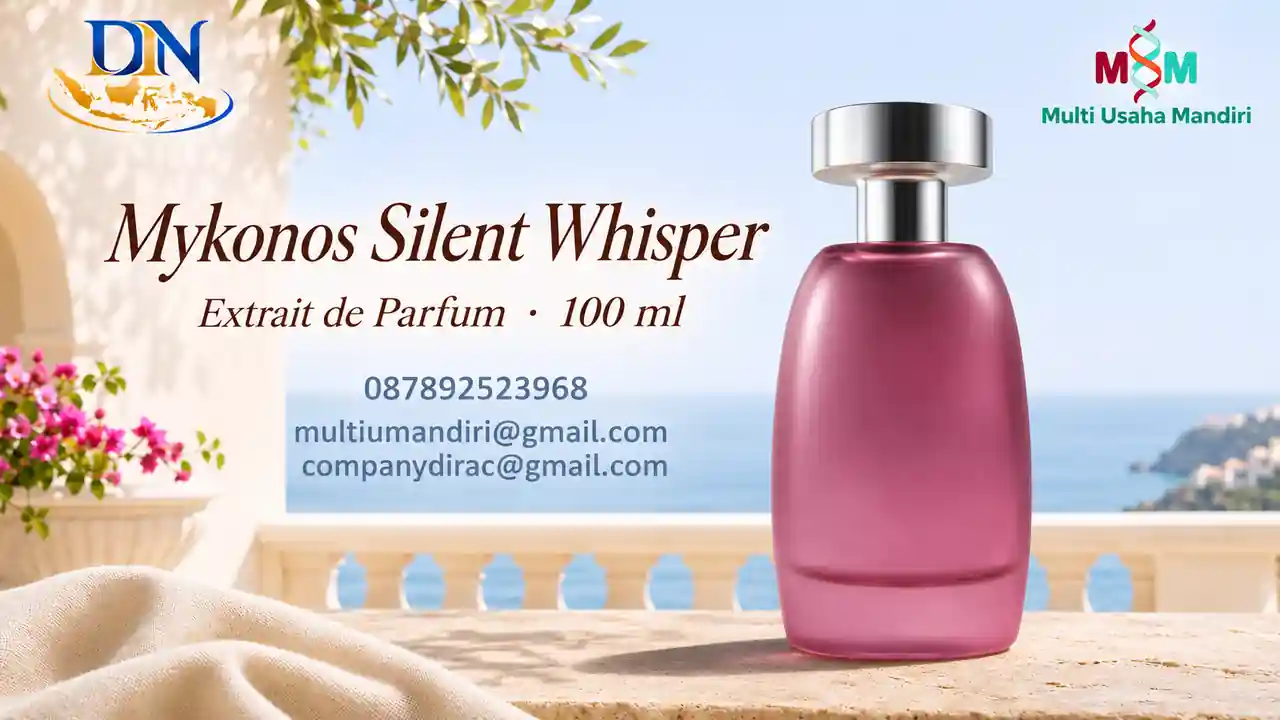 DIN
MSM
Multi Usaha Mandiri
Mykonos Silent Whisper
Extrait de Parfum · 100 ml
087892523968
multiumandiri@gmail.com
companydirac@gmail.com